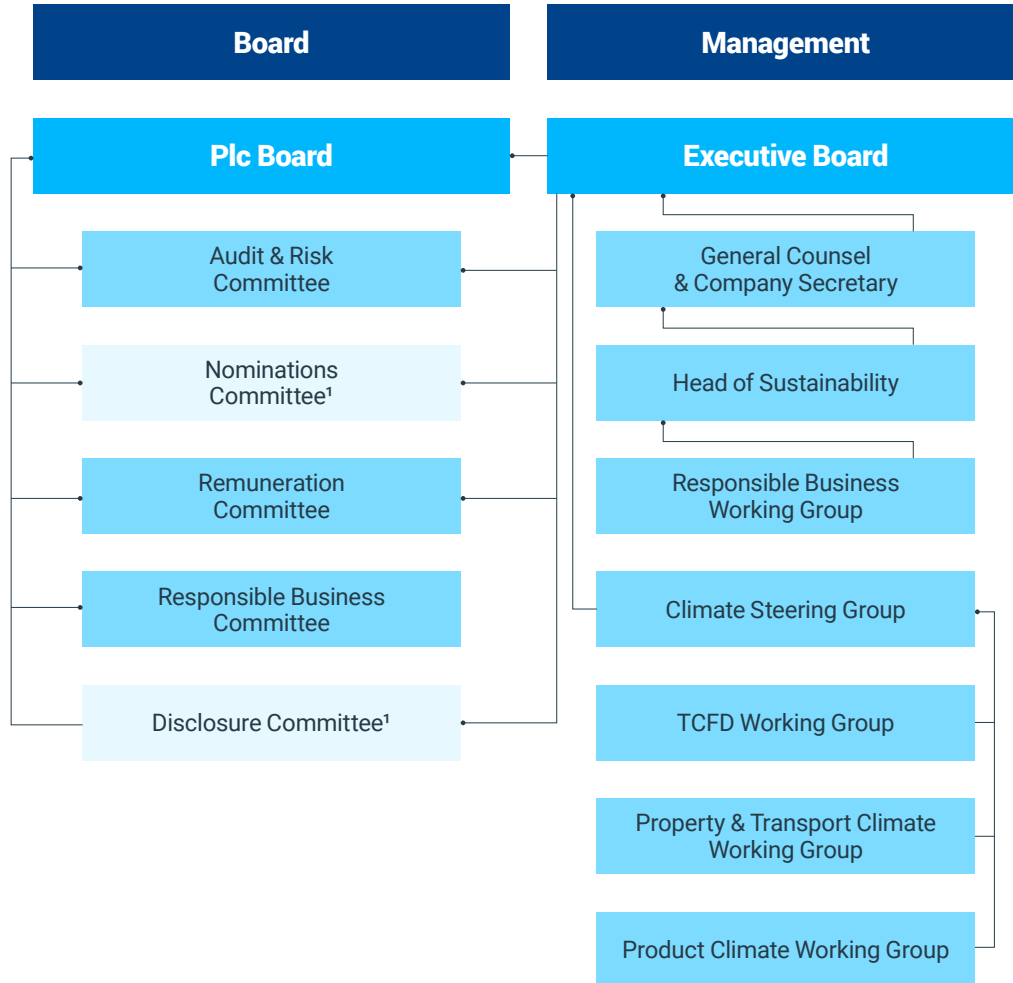 Board
Plc Board
Audit & Risk
Committee
Nominations
Committee¹
Remuneration
Committee
Responsible Business
Committee
Disclosure Committee¹
Management
Executive Board
General Counsel
& Company Secretary
Head of Sustainability
Responsible Business
Working Group
Climate Steering Group
TCFD Working Group
Property & Transport Climate
Working Group
Product Climate Working Group